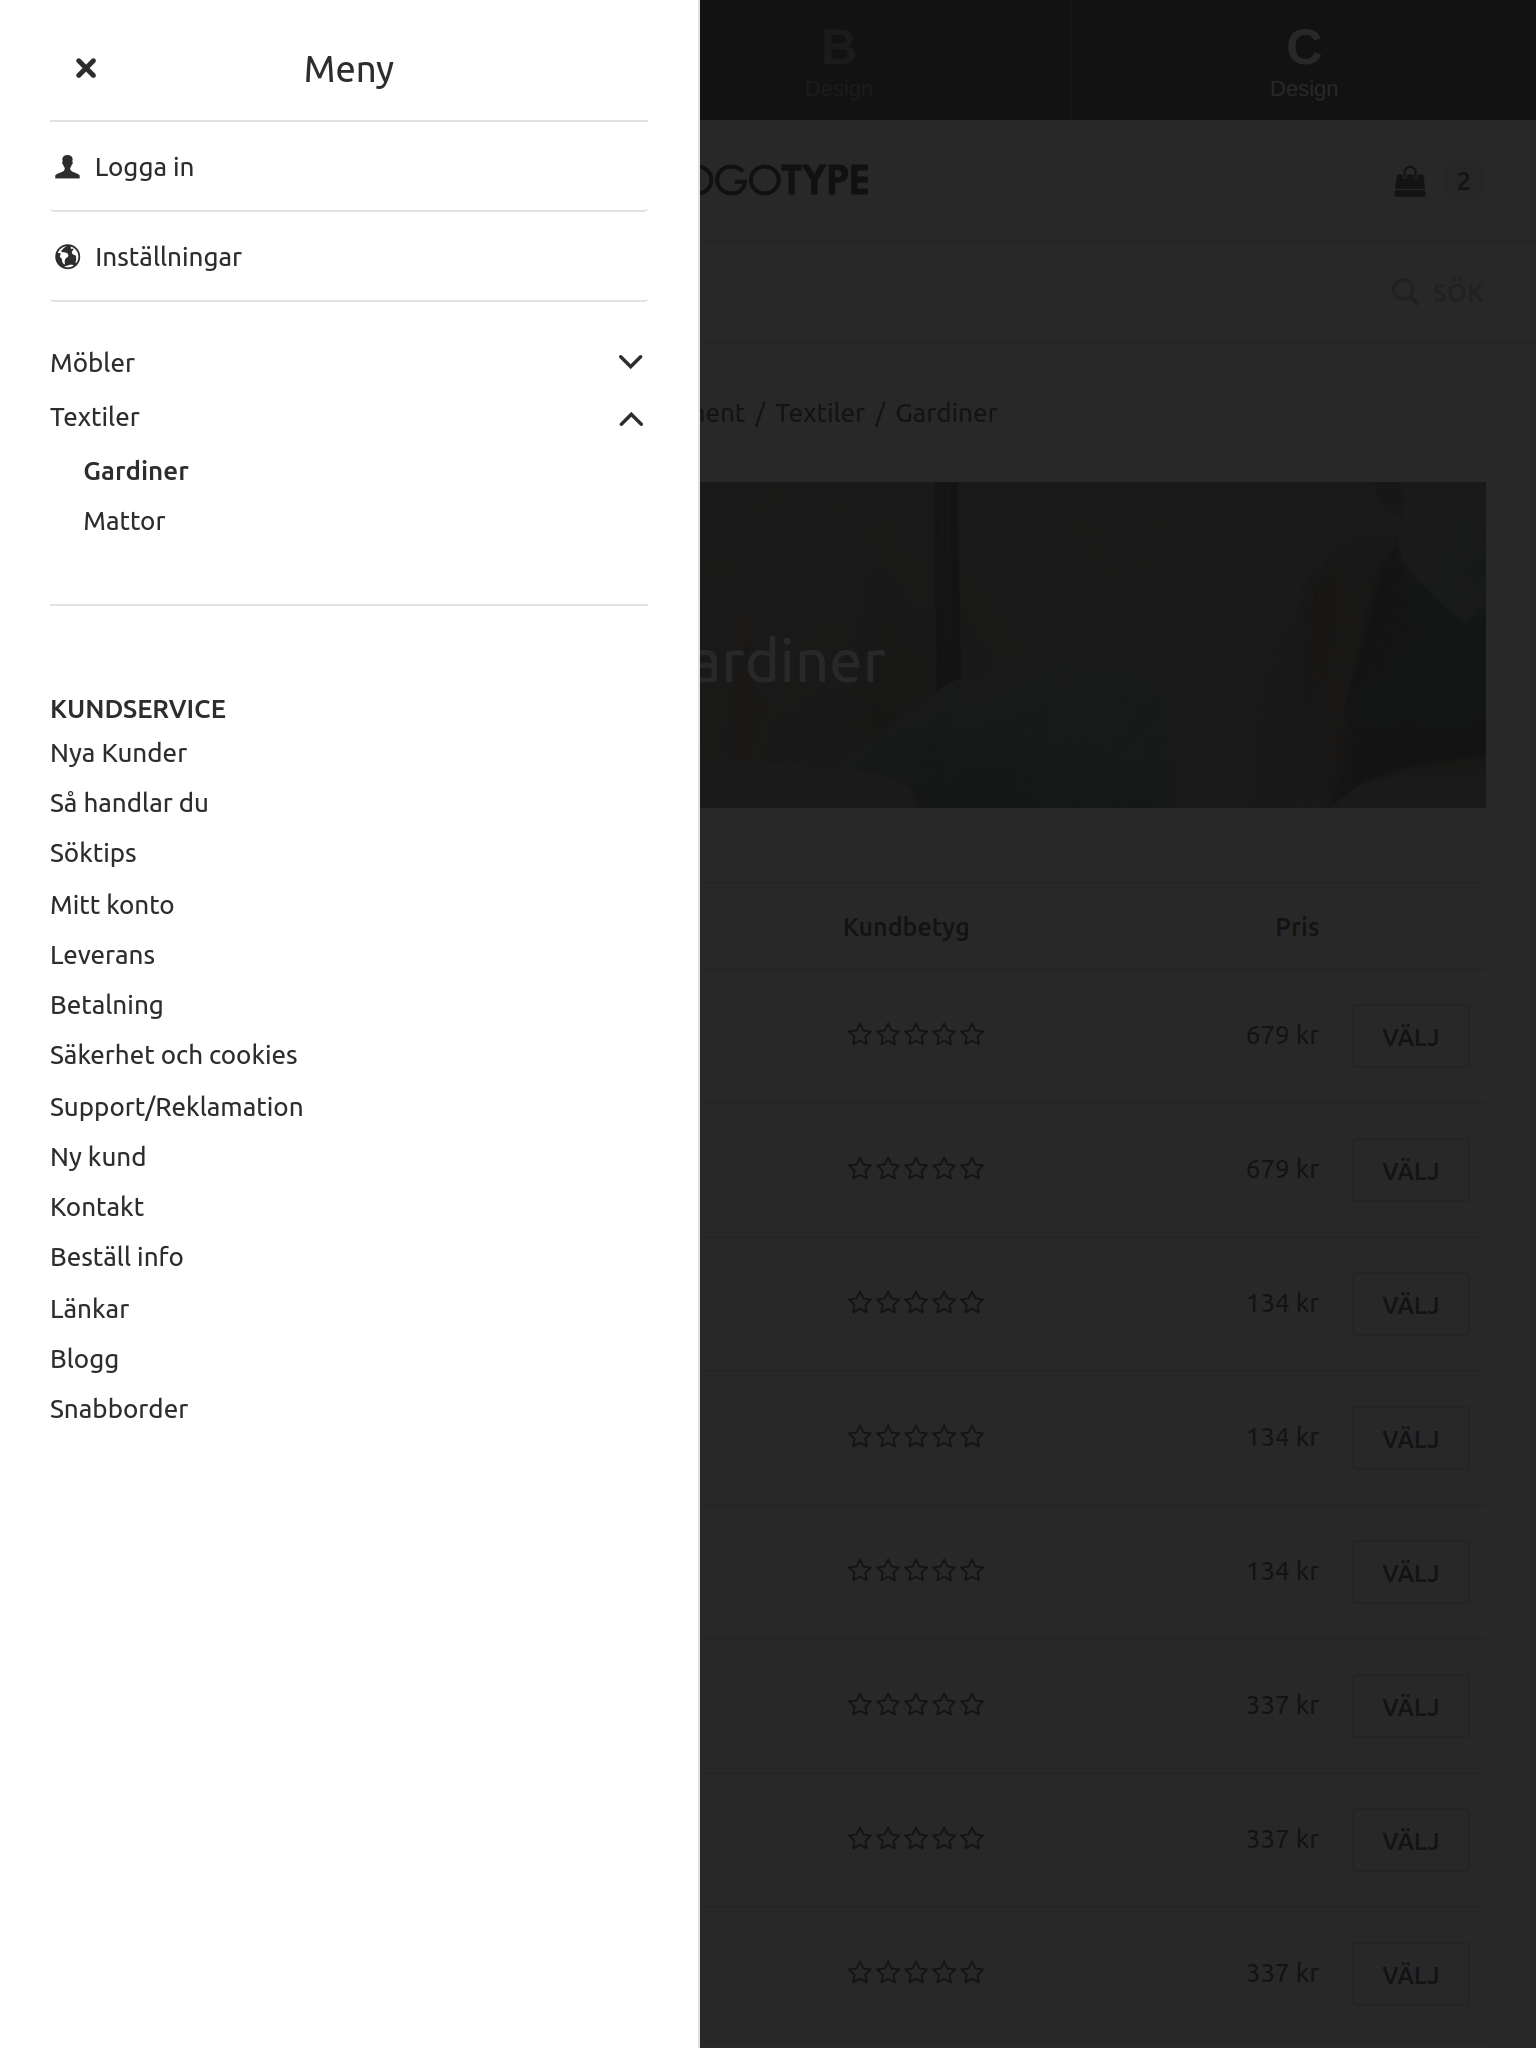 Meny
Logga in
Inställningar
Möbler
Textiler
Gardiner
Mattor
KUNDSERVICE
Nya Kunder
Så handlar du
Söktips
Mitt konto
Leverans
Betalning
Säkerhet och cookies
Support/Reklamation
Ny kund
Kontakt
Beställ info
Länkar
Blogg
Snabborder
B
Design
C
Design
OGOTYPE
2
SÖK
/ Textiler / Gardiner
ardiner
Kundbetyg Pris
679 kr VÄLJ
679 kr VÄLJ
134 kr VÄLJ
134 kr VÄLJ
134 kr VÄLJ
337 kr VÄLJ
337 kr VÄLJ
337 kr VÄLJ